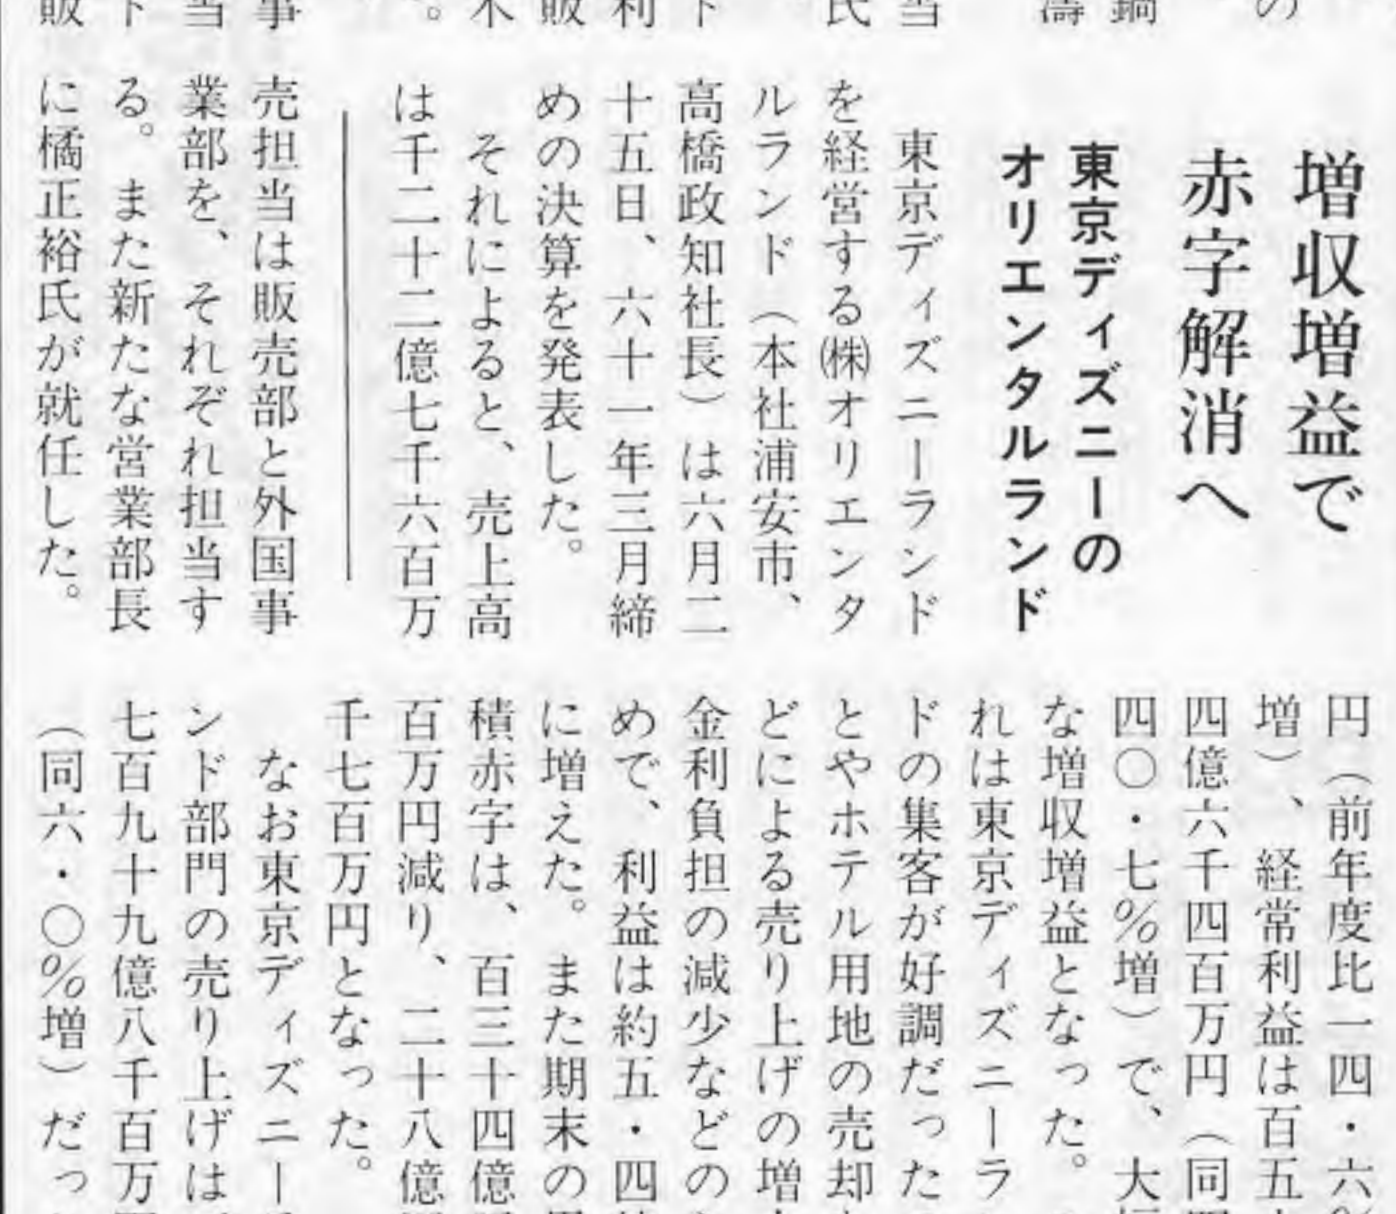 増収増益で
赤字解消へ
東京ディズニーの
オリエンタルランド
東京ディズニーランド
を経営する㈱オリエンタ
ルランド（本社浦安市、
高橋政知社長）は六月二
十五日、六十一年三月締
めの決算を発表した。
それによると、売上高
は千二十二億七千六百万
円（前年度比一四・六％
増）、経常利益は百五
四億六千四百万円（同
四〇・七％増）で、大
な増収増益となった。
れは東京ディズニーラ
ドの集客が好調だった
とやホテル用地の売却
どによる売り上げの増
金利負担の減少などの
めで、利益は約五・四
に増えた。また期末の
積赤字は、百三十四億
百万円減り、二十八億
千七百万円となった。
なお東京ディズニー
ンド部門の売り上げは
七百九十九億八千百万
（同六・〇％増）だっ
売担当は販売部と外国事
業部を、それぞれ担当す
る。また新たな営業部長
に橘正裕氏が就任した。